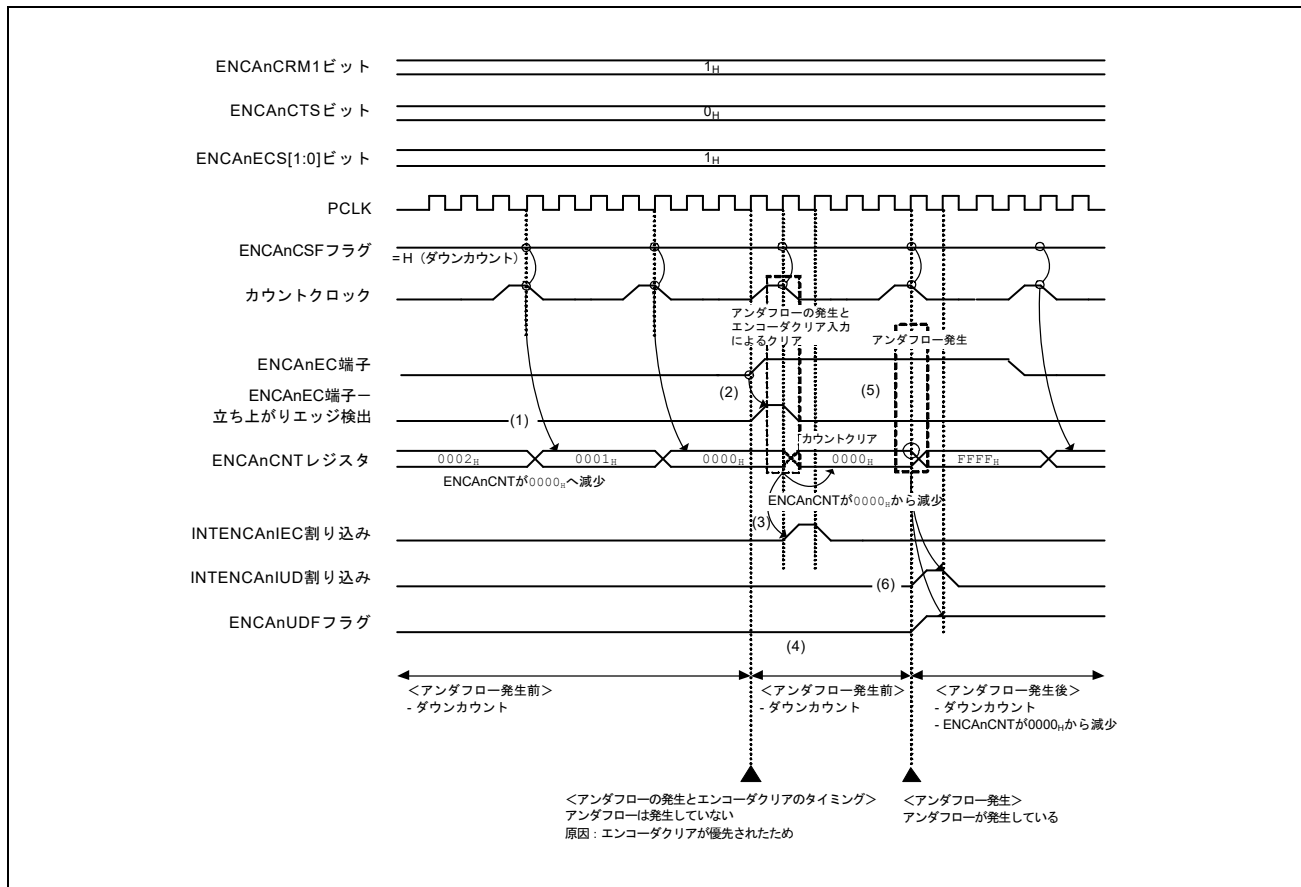 ENCAnCRM1ビット
1H
ENCAnCTSビット
0H
ENCAnECS[1:0]ビット
1H
PCLK
ENCAnCSFフラグ
=H（ダウンカウント）
カウントクロック
アンダフローの発生と
エンコーダクリア入力
によるクリア
アンダフロー発生
ENCAnEC端子
(2)
(5)
ENCAnEC端子ー
立ち上がりエッジ検出
(1)
カウントクリア
ENCAnCNTレジスタ
0002H
0001H
0000H
0000H
FFFFH
ENCAnCNTが0000Hへ減少
ENCAnCNTが0000Hから減少
(3)
INTENCAnIEC割り込み
INTENCAnIUD割り込み
(6)
ENCAnUDFフラグ
(4)
＜アンダフロー発生前＞
- ダウンカウント
＜アンダフロー発生前＞
- ダウンカウント
＜アンダフロー発生後＞
- ダウンカウント
- ENCAnCNTが0000Hから減少
＜アンダフローの発生とエンコーダクリアのタイミング＞
アンダフローは発生していない
原因：エンコーダクリアが優先されたため
＜アンダフロー発生＞
アンダフローが発生している